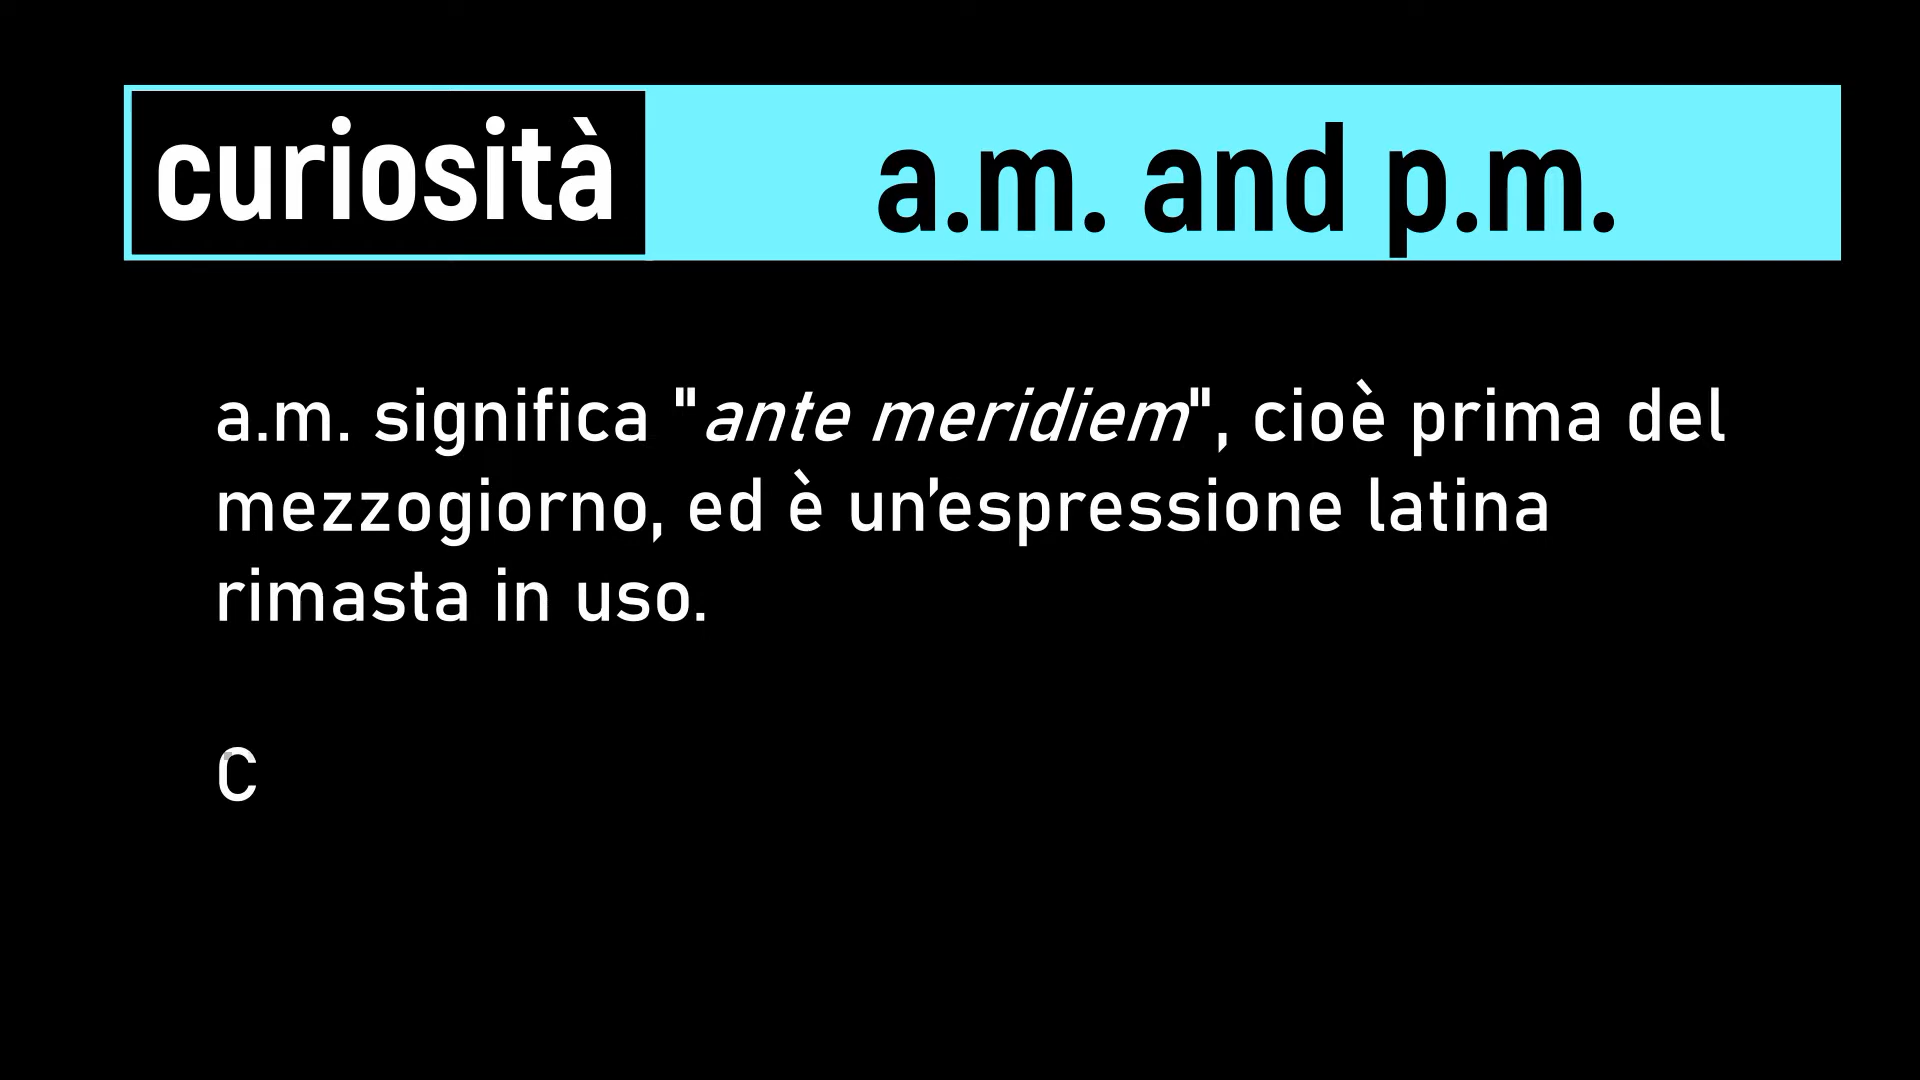 curiosità
a.m. and p.m.
a.m. significa "ante meridiem", cioè prima del
mezzogiorno, ed è un’espressione latina
rimasta in uso.
C